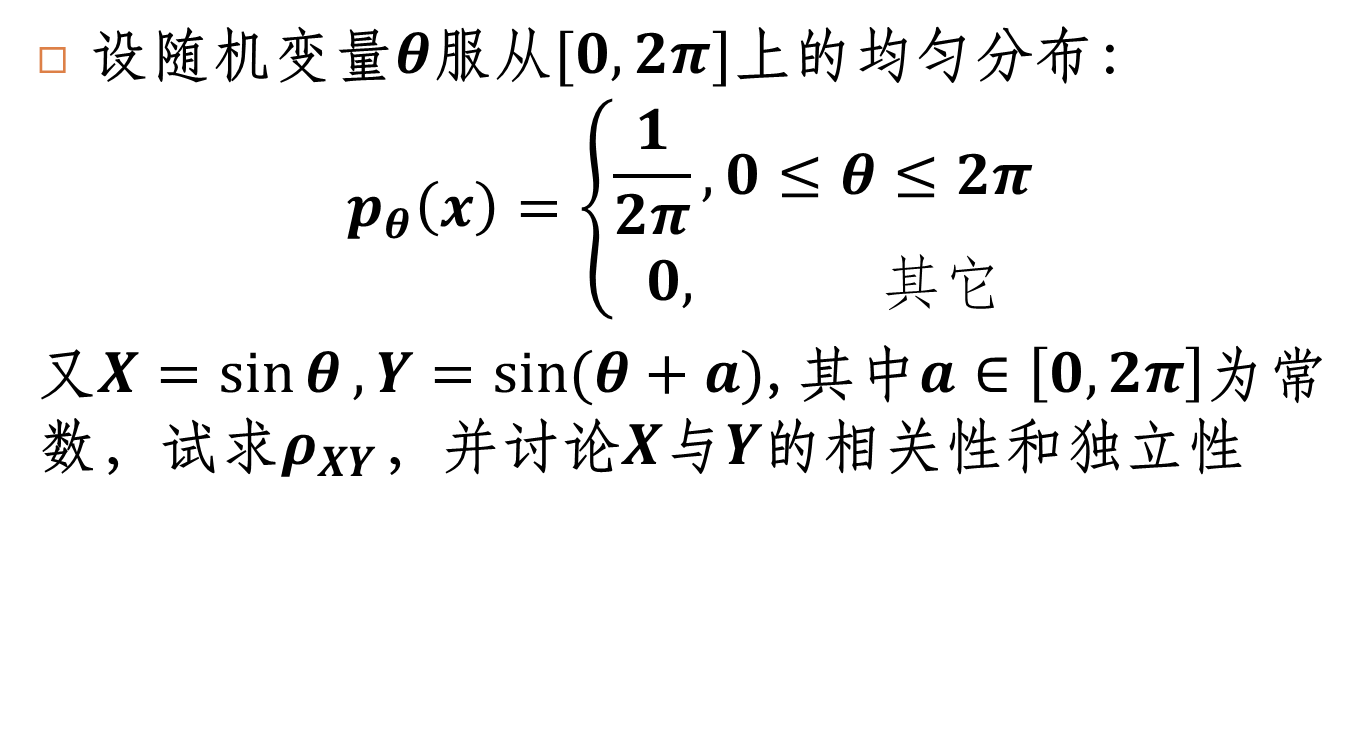 设随机变量θ服从[0, 2π]上的均匀分布：
p_θ(x) = { 1/2π , 0 ≤ θ ≤ 2π
0, 其它
又X = sin θ , Y = sin(θ + a), 其中a ∈ [0, 2π]为常
数，试求ρ_XY，并讨论X与Y的相关性和独立性